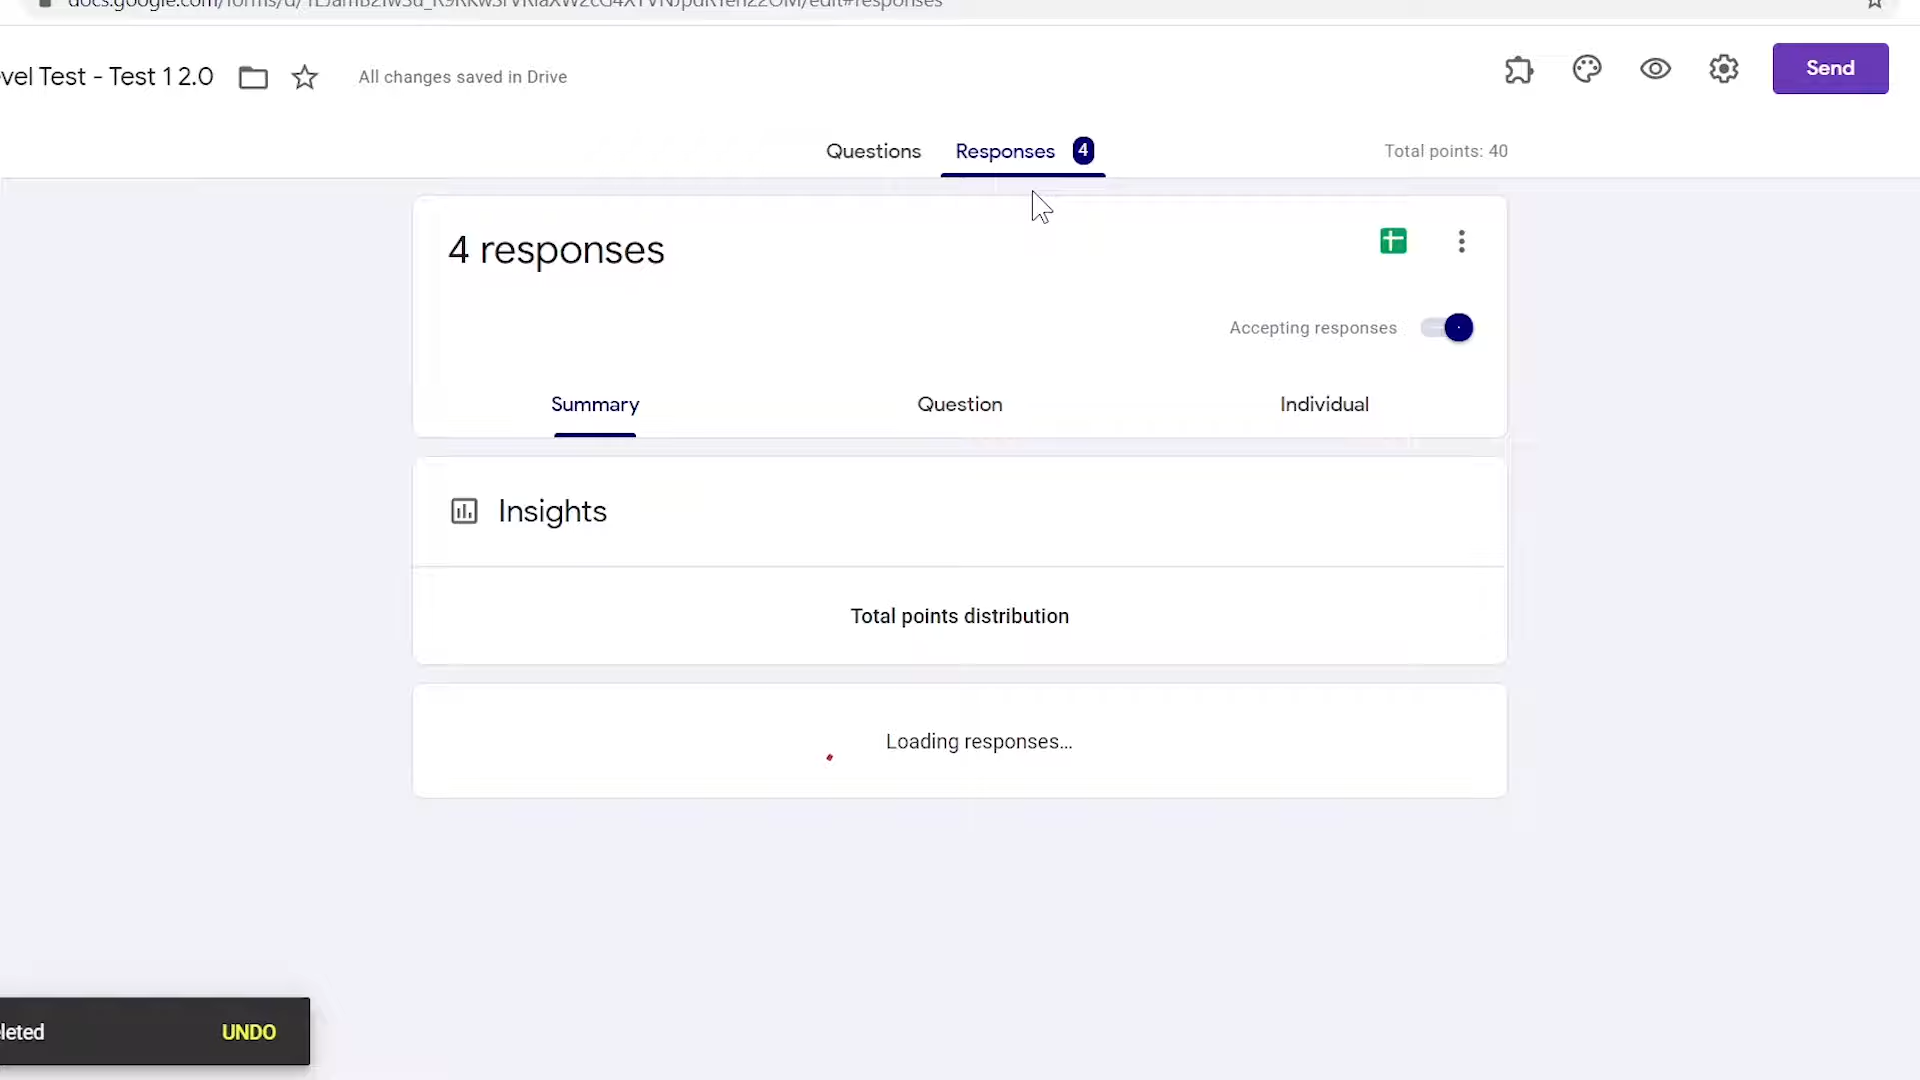 vel Test - Test 1 2.0
All changes saved in Drive
Send
Questions
Responses 4
Total points: 40
4 responses
Accepting responses
Summary
Question
Individual
Insights
Total points distribution
Loading responses...
leted
UNDO